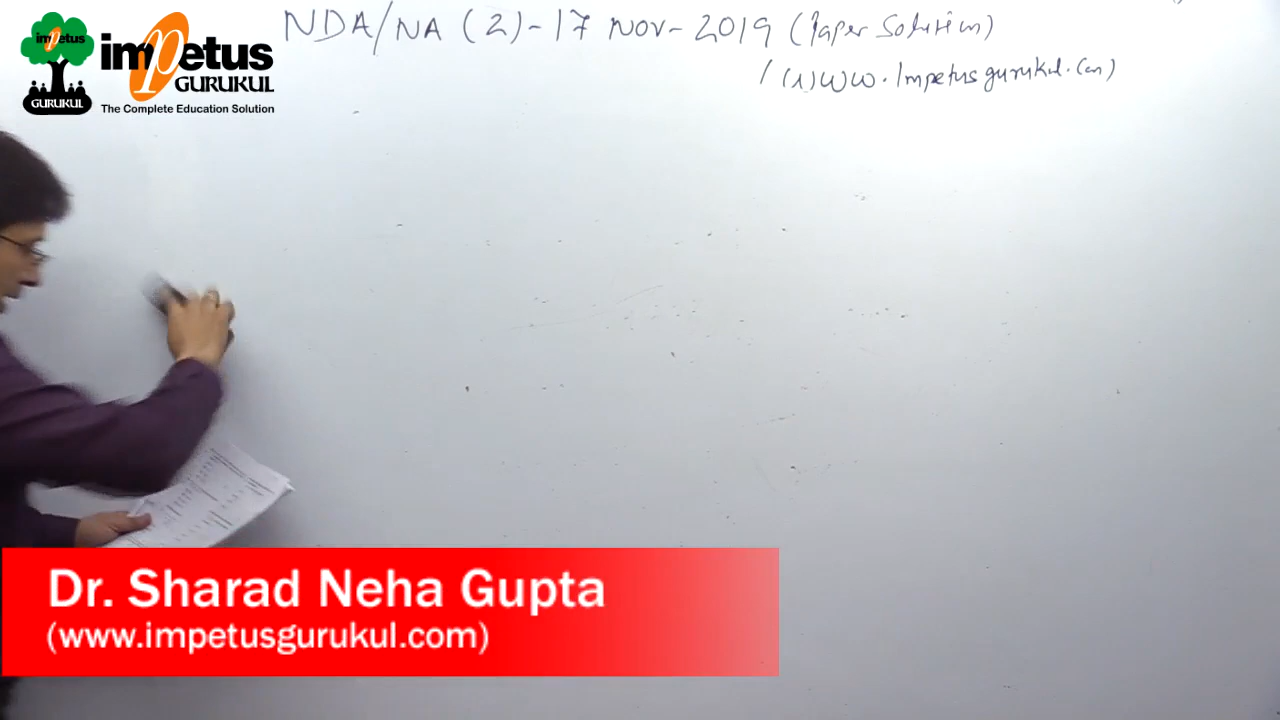 impetus
GURUKUL
impetus
GURUKUL
The Complete Education Solution
NDA/NA (2)-17 Nov-2019 (Paper Solution)
/ (1)WW.Impetusgurukul.Com)
Dr. Sharad Neha Gupta
(www.impetusgurukul.com)